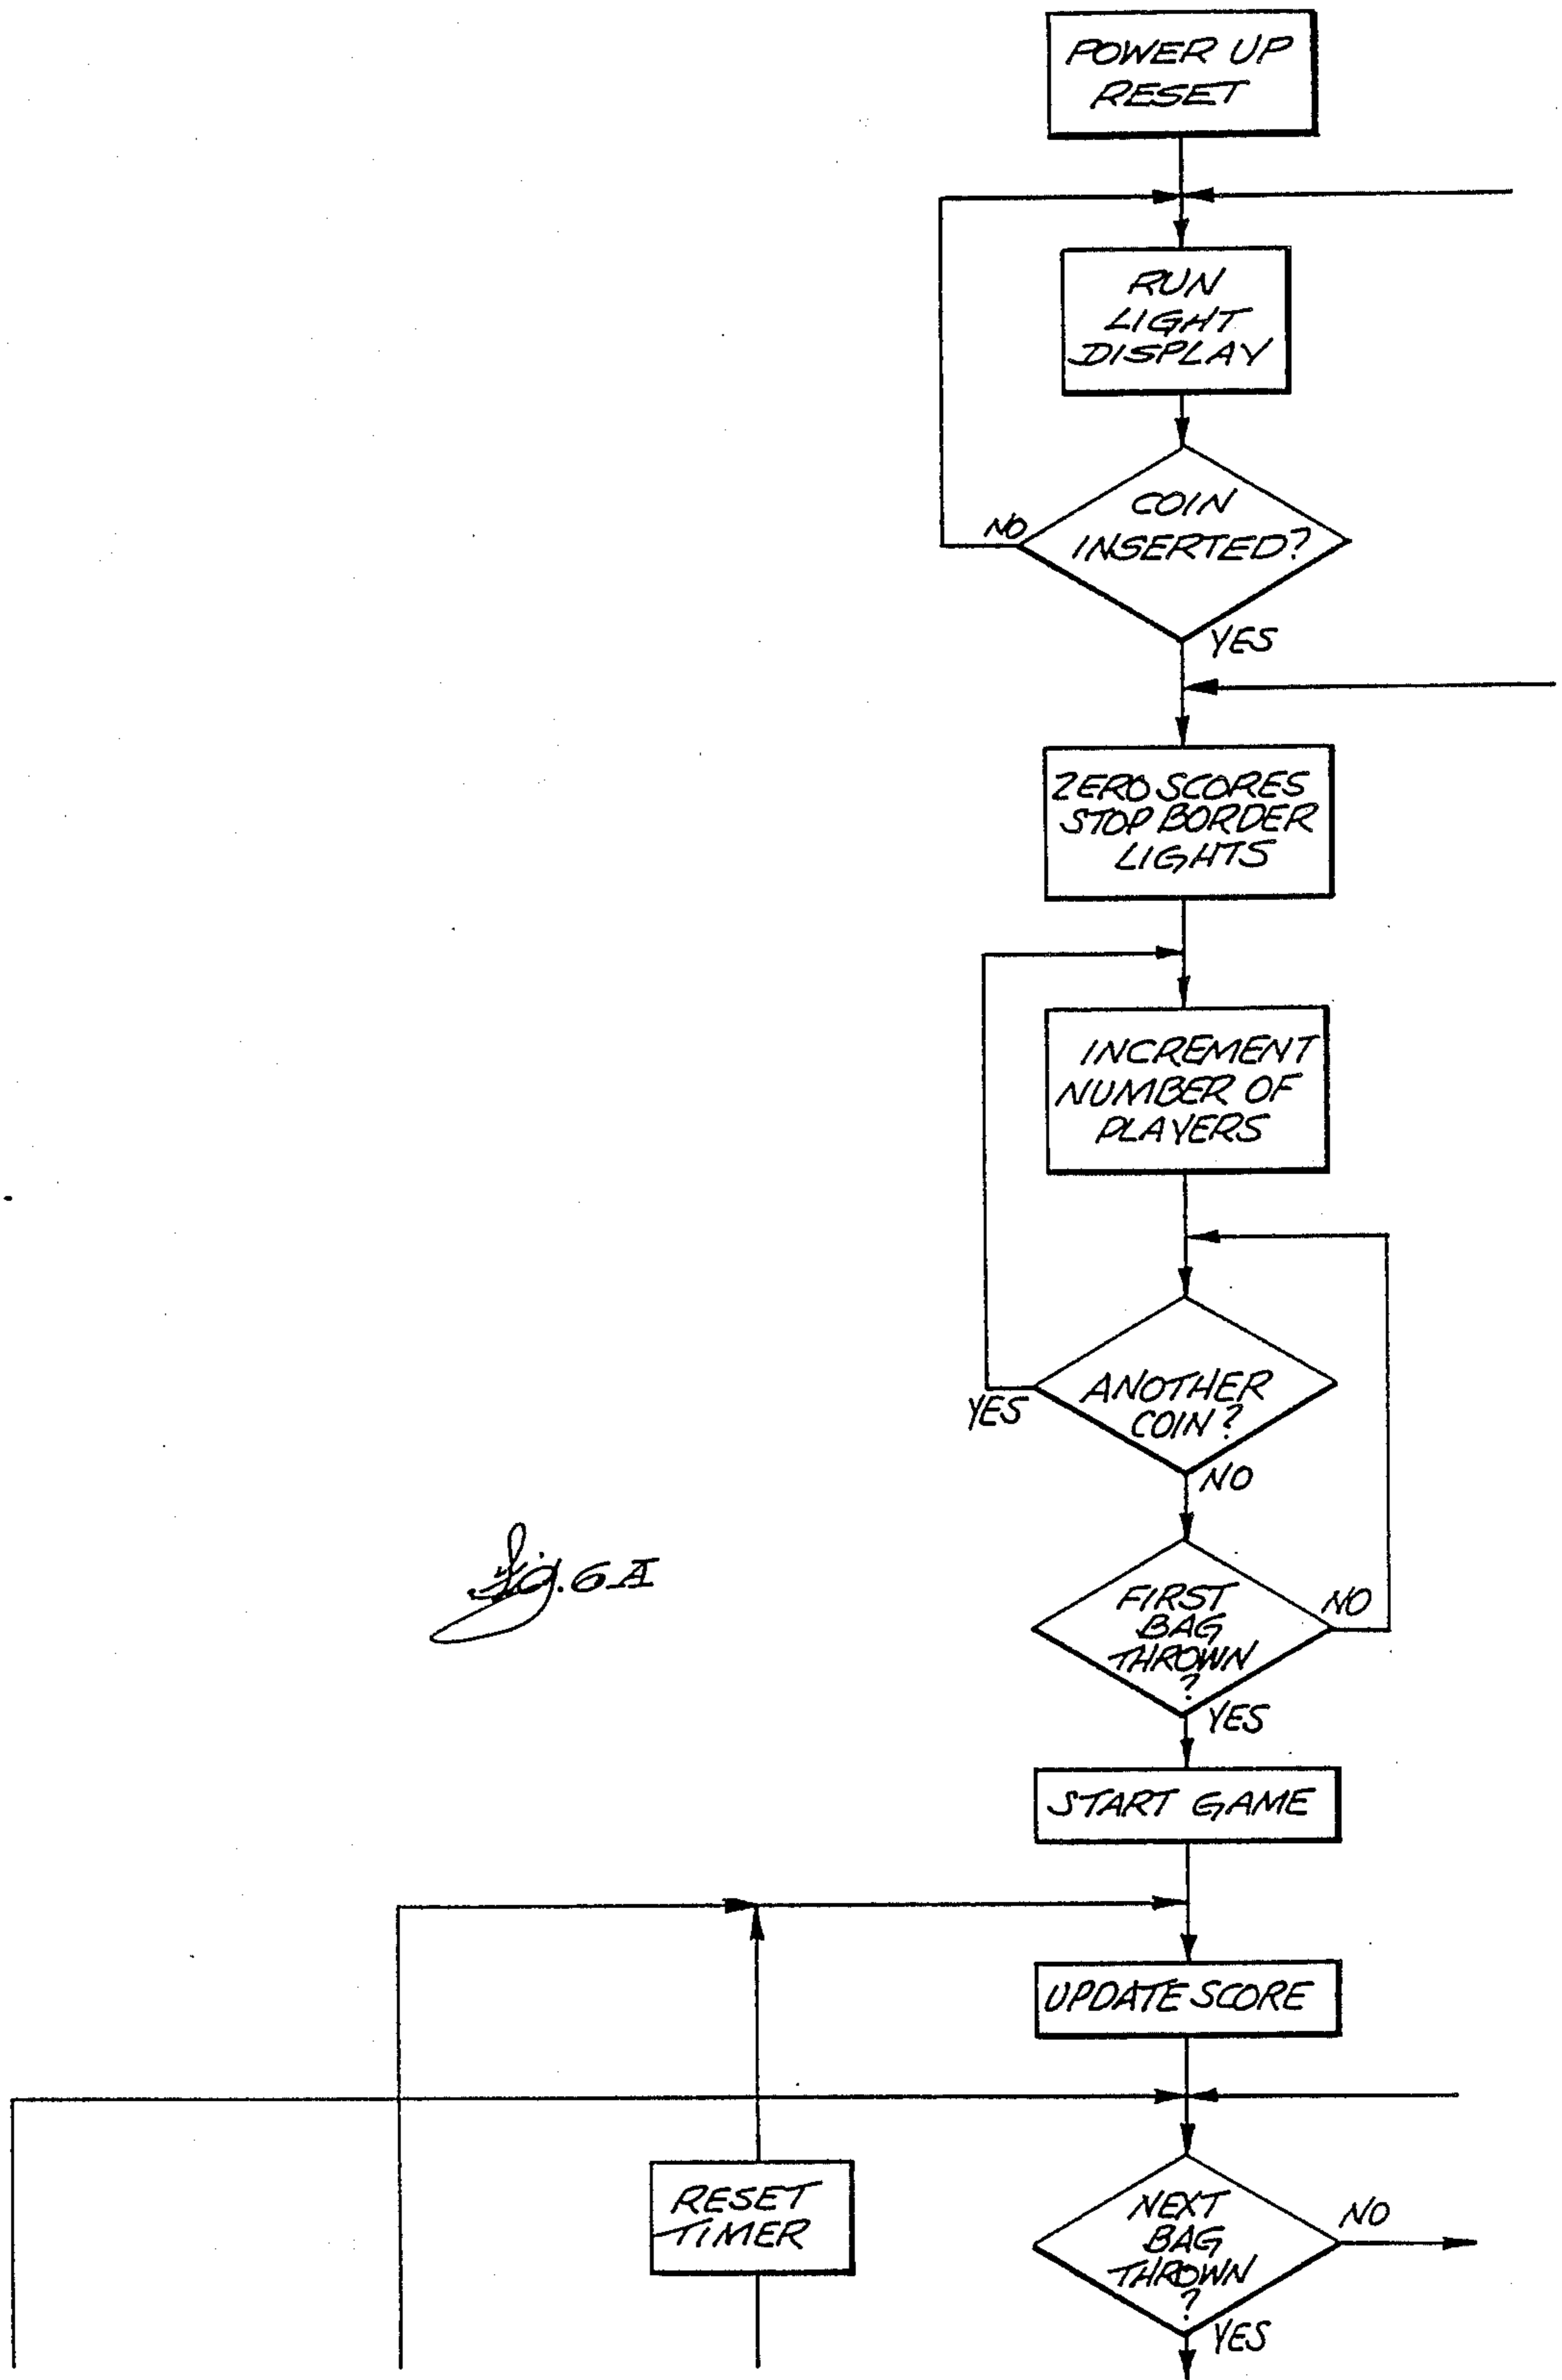 POWER UP
RESET
RUN
LIGHT
DISPLAY
COIN
INSERTED?
NO
YES
ZERO SCORES
STOP BORDER
LIGHTS
INCREMENT
NUMBER OF
PLAYERS
ANOTHER
COIN?
YES
NO
Fig. 6A
FIRST
BAG
THROWN
?
NO
YES
START GAME
UPDATE SCORE
RESET
TIMER
NEXT
BAG
THROWN
?
NO
YES